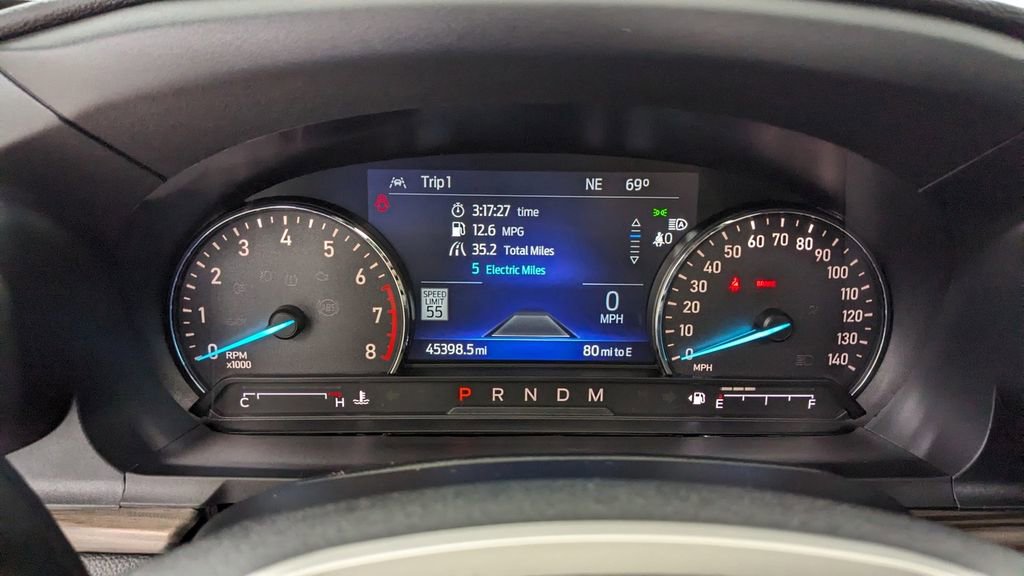 Trip 1 NE 69°
3:17:27 time
12.6 MPG
35.2 Total Miles
5 Electric Miles
SPEED
LIMIT
55
0
MPH
45398.5 mi 80 mi to E
0 1 2 3 4 5 6 7 8
RPM
x1000
0 10 20 30 40 50 60 70 80 90 100 110 120 130 140
MPH
BRAKE
ABS
A
C H
P R N D M
E F